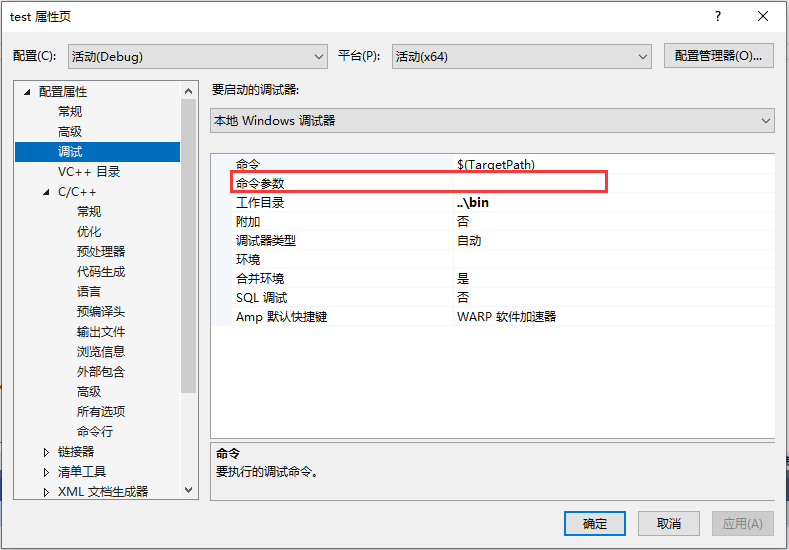 test 属性页
配置(C): 活动(Debug) 平台(P): 活动(x64) 配置管理器(O)...
配置属性
常规
高级
调试
VC++ 目录
C/C++
常规
优化
预处理器
代码生成
语言
预编译头
输出文件
浏览信息
外部包含
高级
所有选项
命令行
链接器
清单工具
XML 文档生成器
要启动的调试器:
本地 Windows 调试器
命令 $(TargetPath)
命令参数
工作目录 ..\bin
附加 否
调试器类型 自动
环境
合并环境 是
SQL 调试 否
Amp 默认快捷键 WARP 软件加速器
命令
要执行的调试命令。
确定 取消 应用(A)